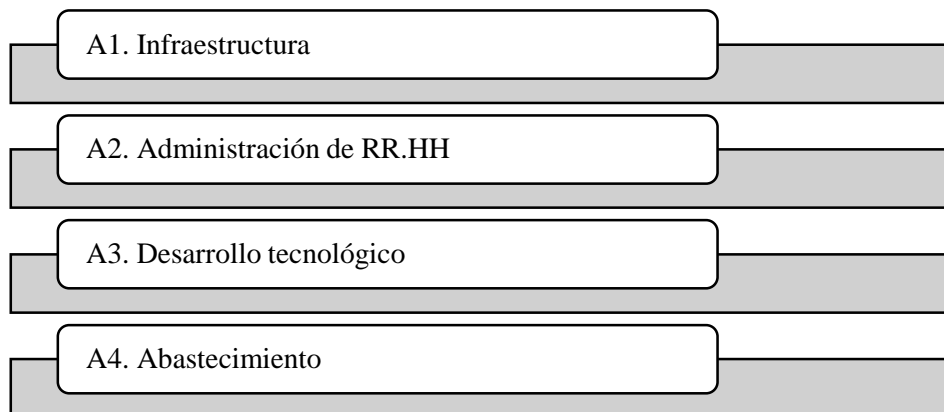 A1. Infraestructura
A2. Administración de RR.HH
A3. Desarrollo tecnológico
A4. Abastecimiento